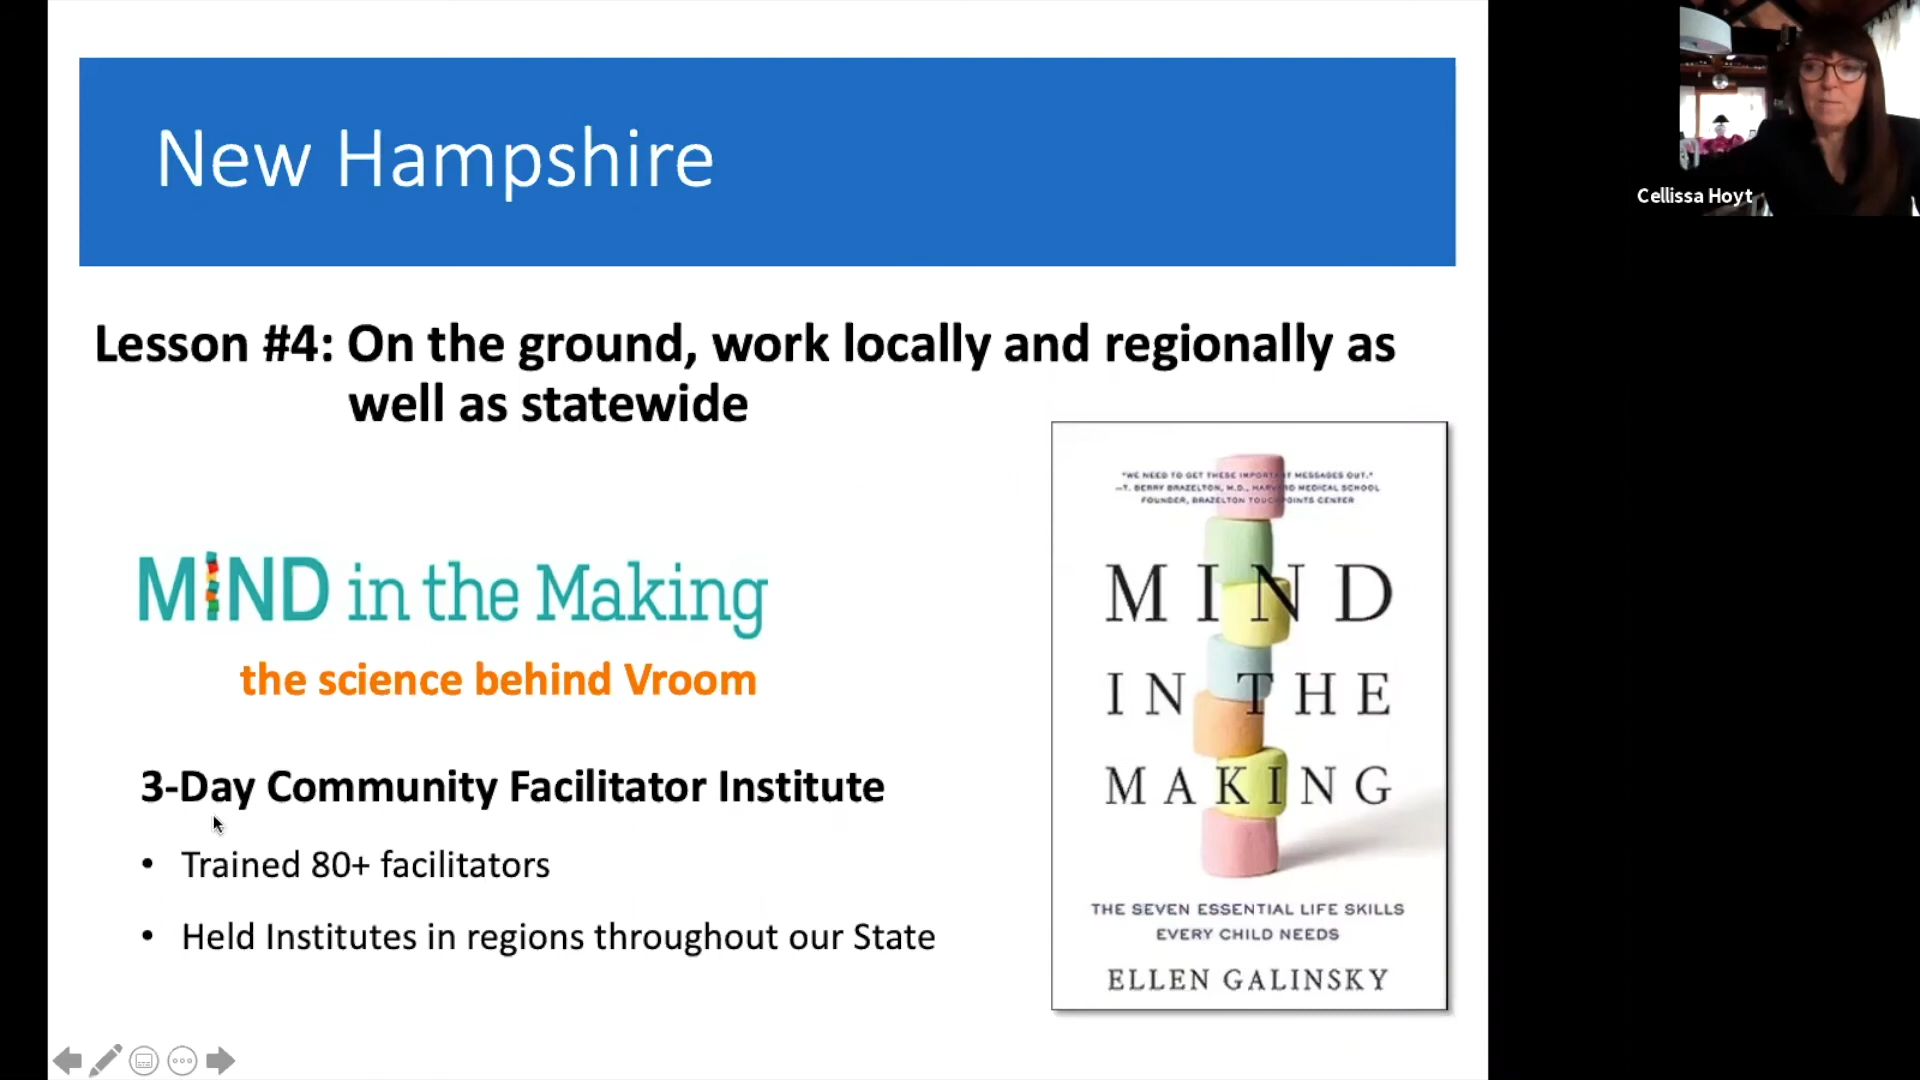 New Hampshire
Cellissa Hoyt
Lesson #4: On the ground, work locally and regionally as
well as statewide
MIND in the Making
the science behind Vroom
3-Day Community Facilitator Institute
• Trained 80+ facilitators
• Held Institutes in regions throughout our State
"WE NEED TO GET THESE IMPORTANT MESSAGES OUT."
—T. BERRY BRAZELTON, M.D., HARVARD MEDICAL SCHOOL
FOUNDER, BRAZELTON TOUCHPOINTS CENTER
MIND
IN THE
MAKING
THE SEVEN ESSENTIAL LIFE SKILLS
EVERY CHILD NEEDS
ELLEN GALINSKY